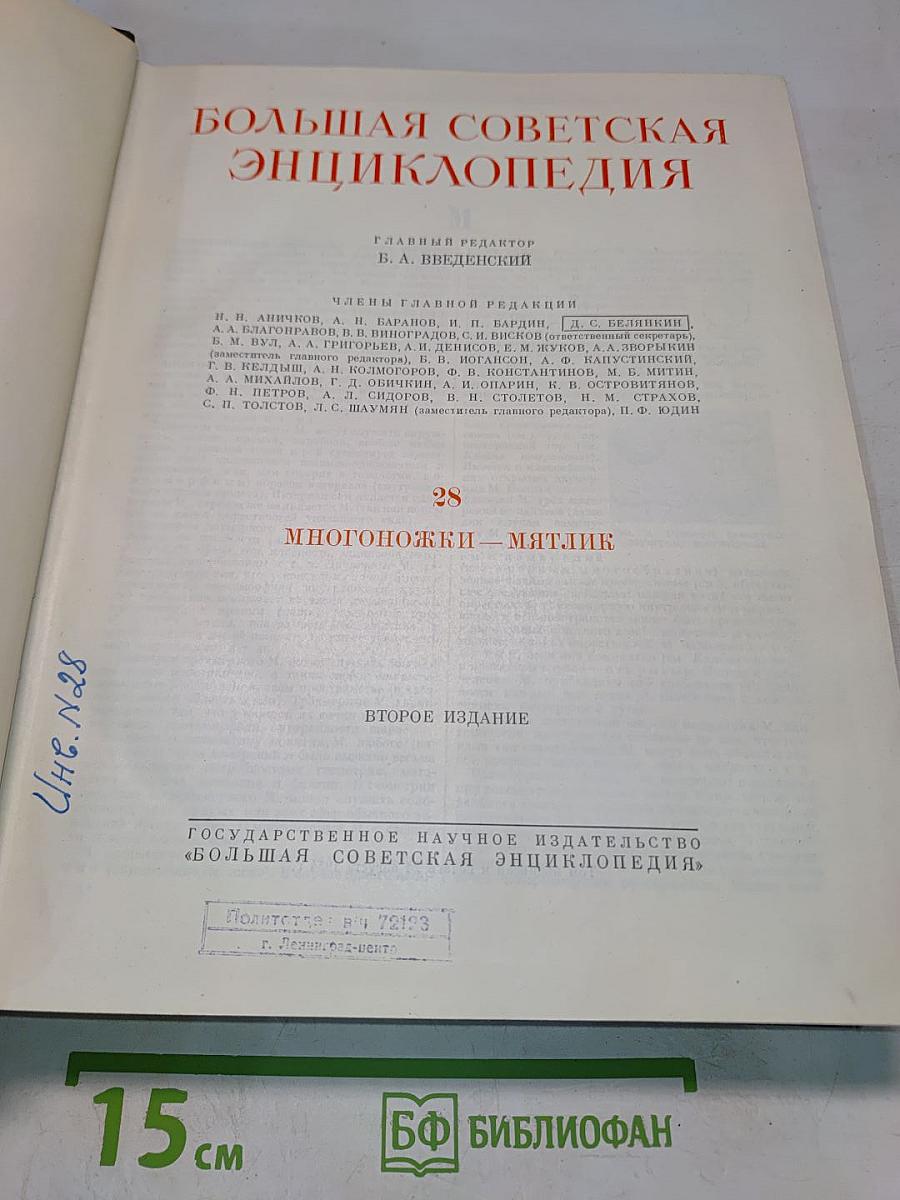 БОЛЬШАЯ СОВЕТСКАЯ
ЭНЦИКЛОПЕДИЯ
ГЛАВНЫЙ РЕДАКТОР
Б. А. ВВЕДЕНСКИЙ
ЧЛЕНЫ ГЛАВНОЙ РЕДАКЦИИ
Н. Н. АНИЧКОВ, А. Н. БАРАНОВ, И. П. БАРДИН, Д. С. БЕЛЯНКИН,
А. А. БЛАГОНРАВОВ, В. В. ВИНОГРАДОВ, С. И. ВИСКОВ (ответственный секретарь),
Б. М. ВУЛ, А. А. ГРИГОРЬЕВ, А. И. ДЕНИСОВ, Е. М. ЖУКОВ, А. А. ЗВОРЫКИН
(заместитель главного редактора), Б. В. ИОГАНСОН, А. Ф. КАПУСТИНСКИЙ,
Г. В. КЕЛДЫШ, А. Н. КОЛМОГОРОВ, Ф. В. КОНСТАНТИНОВ, М. Б. МИТИН,
А. А. МИХАЙЛОВ, Г. Д. ОБИЧКИН, А. И. ОПАРИН, К. В. ОСТРОВИТЯНОВ,
Ф. Н. ПЕТРОВ, А. Л. СИДОРОВ, В. Н. СТОЛЕТОВ, Н. М. СТРАХОВ,
С. П. ТОЛСТОВ, Л. С. ШАУМЯН (заместитель главного редактора), П. Ф. ЮДИН
28
МНОГОНОЖКИ — МЯТЛИК
Инв. N28
ВТОРОЕ ИЗДАНИЕ
ГОСУДАРСТВЕННОЕ НАУЧНОЕ ИЗДАТЕЛЬСТВО
«БОЛЬШАЯ СОВЕТСКАЯ ЭНЦИКЛОПЕДИЯ»
в/ч
г. Ленинград-центр
15 см
БФ БИБЛИОФАН